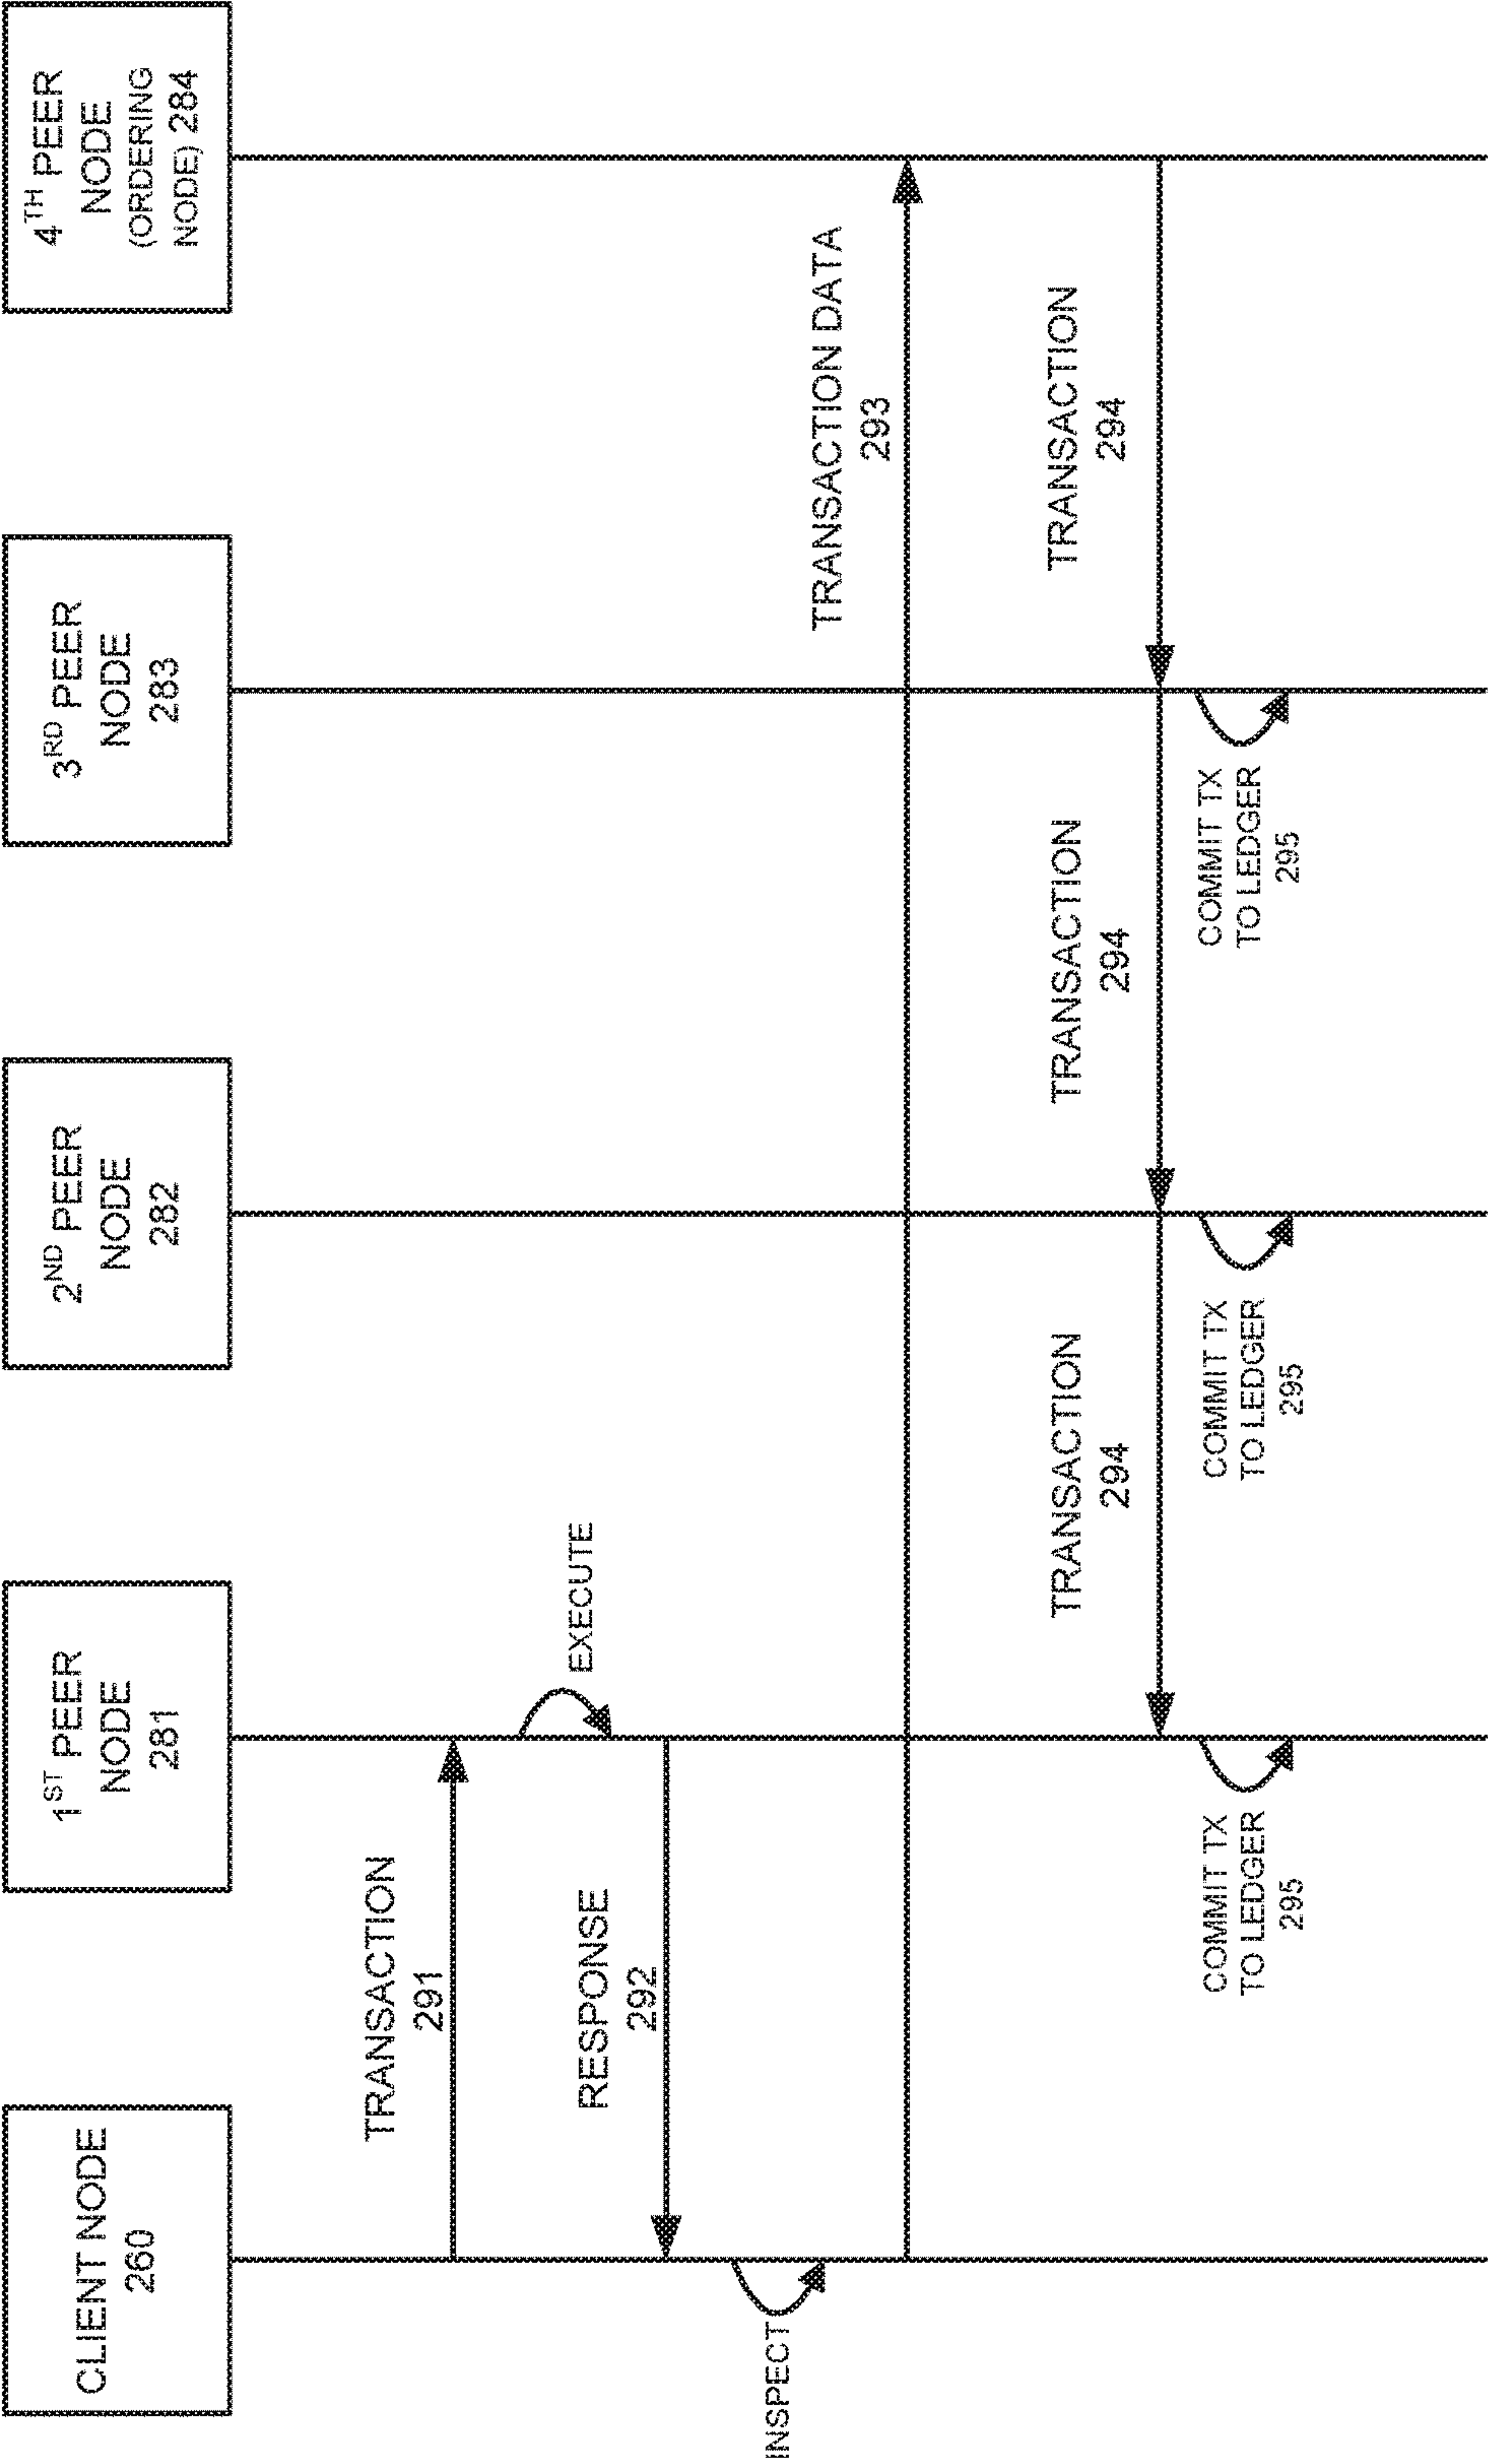 CLIENT NODE
260
1ST PEER
NODE
281
2ND PEER
NODE
282
3RD PEER
NODE
283
4TH PEER
NODE
(ORDERING
NODE) 284
TRANSACTION
291
EXECUTE
RESPONSE
292
INSPECT
TRANSACTION DATA
293
TRANSACTION
294
TRANSACTION
294
TRANSACTION
294
COMMIT TX
TO LEDGER
295
COMMIT TX
TO LEDGER
295
COMMIT TX
TO LEDGER
295